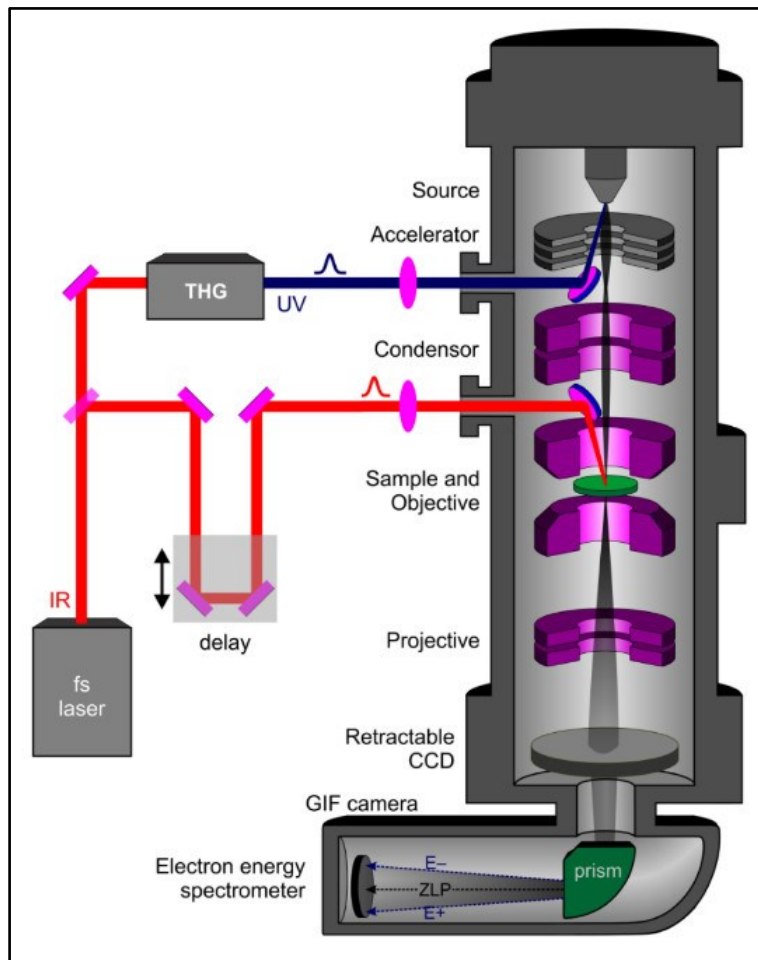 Source
Accelerator
THG
UV
Condensor
Sample and
Objective
IR
delay
fs
laser
Projective
Retractable
CCD
GIF camera
Electron energy
spectrometer
E−
ZLP
E+
prism